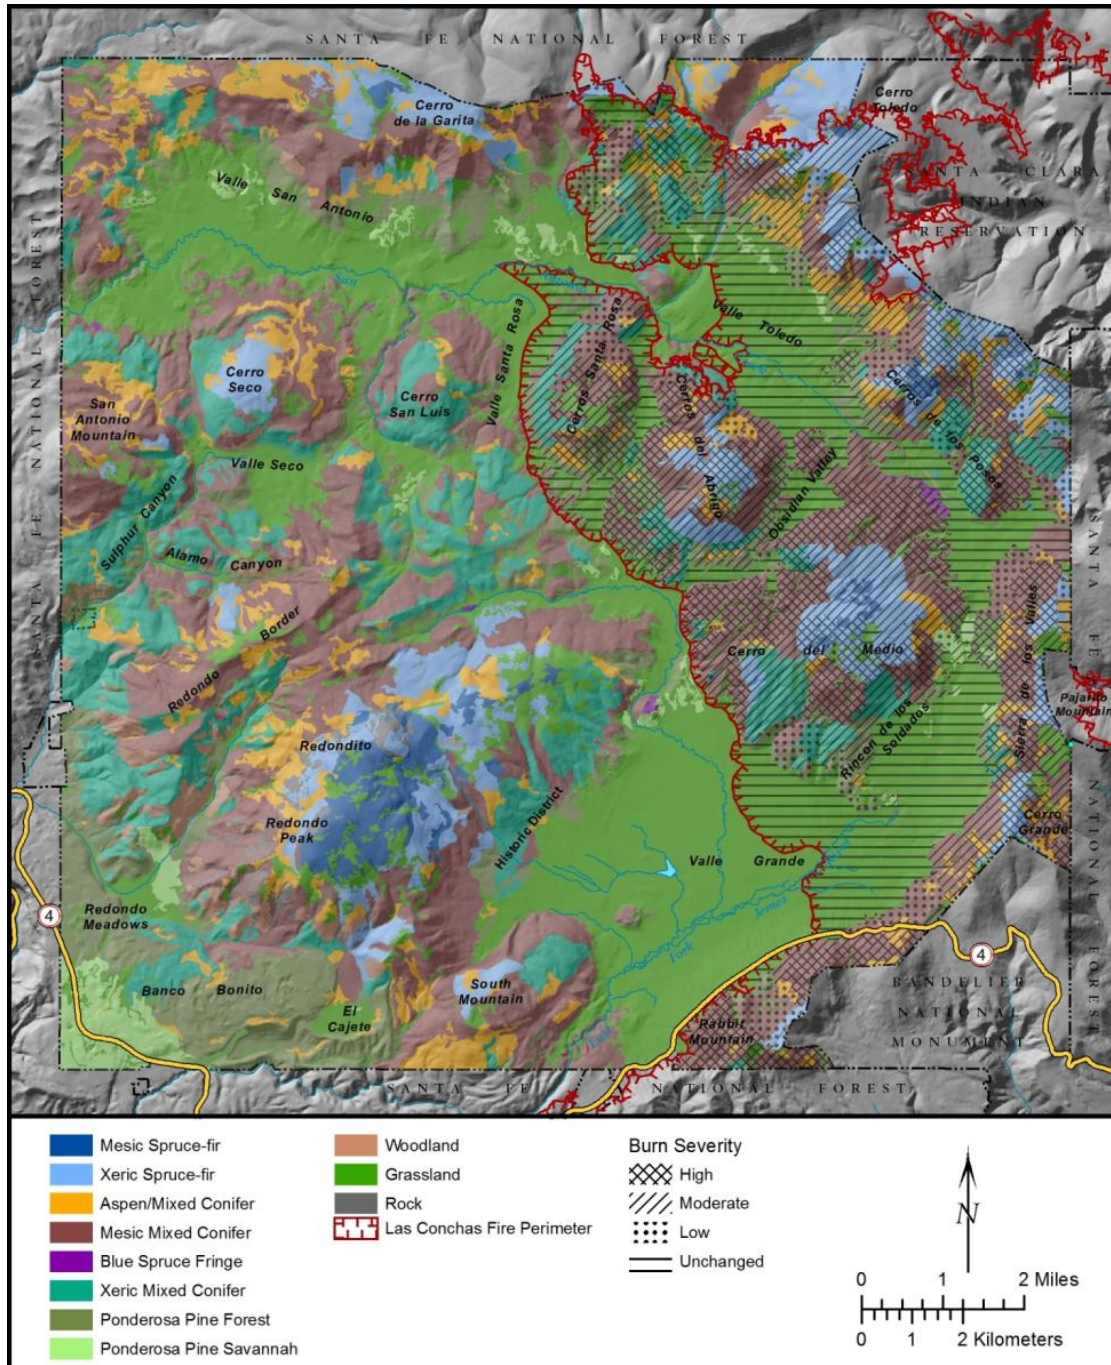 SANTA FE NATIONAL FOREST
Cerro
de la Garita
Cerro
Toledo
SANTA CLARA
INDIAN
RESERVATION
Valle San Antonio
San
Valle Toledo
Valle Santa Rosa
Cerros Santa Rosa
Cerro
Seco
Cerro
San Luis
Cerros del Abrigo
Cerros de los Posos
San
Antonio
Mountain
Valle Seco
Sulphur Canyon
Obsidian Valley
Alamo Canyon
SANTA FE NATIONAL FOREST
SANTA FE NATIONAL FOREST
Redondo Border
Cerro del Medio
Sierra de los Valles
Pajarito
Mountain
Rincon de los
Soldados
Redondito
Redondo
Peak
Historic District
Cerro
Grande
Valle Grande
4
Redondo
Meadows
Jemez
Fork
East
4
Banco Bonito
El
Cajete
South
Mountain
BANDELIER
NATIONAL
MONUMENT
Rabbit
Mountain
SANTA FE NATIONAL FOREST
Mesic Spruce-fir
Xeric Spruce-fir
Aspen/Mixed Conifer
Mesic Mixed Conifer
Blue Spruce Fringe
Xeric Mixed Conifer
Ponderosa Pine Forest
Ponderosa Pine Savannah
Woodland
Grassland
Rock
Las Conchas Fire Perimeter
Burn Severity
High
Moderate
Low
Unchanged
N
0 1 2 Miles
0 1 2 Kilometers